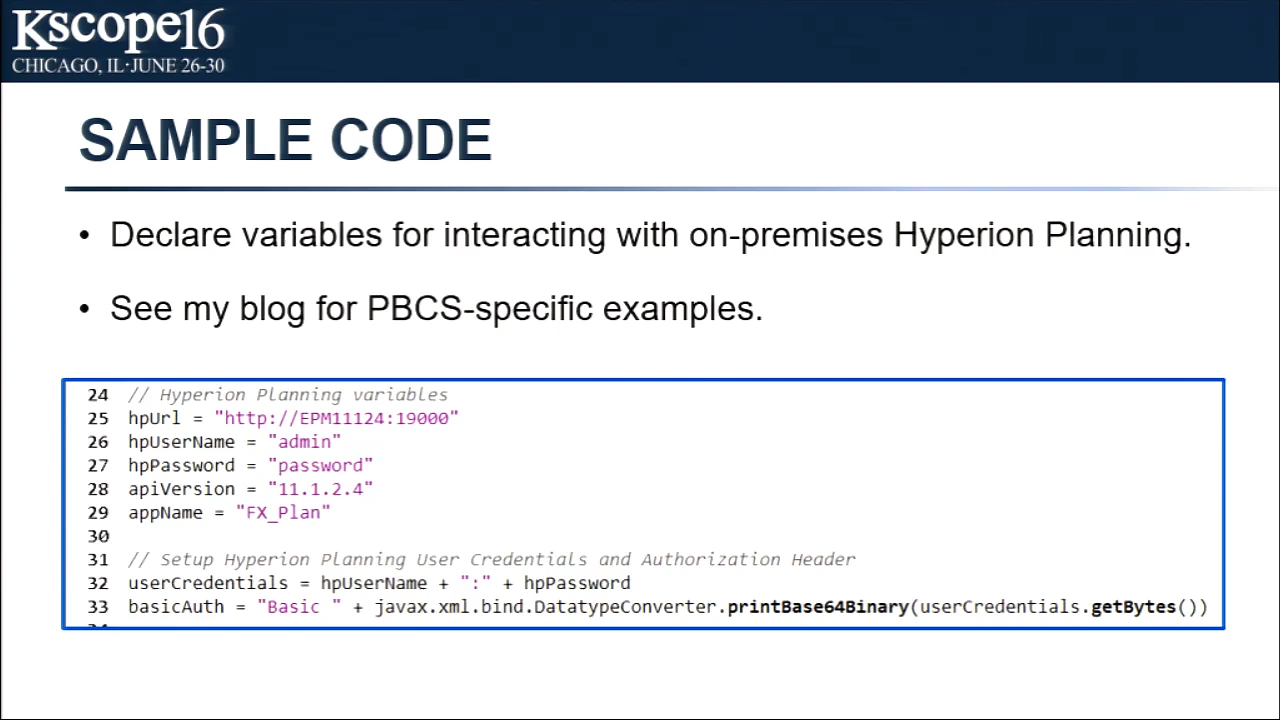 Kscope16
CHICAGO, IL·JUNE 26-30
SAMPLE CODE
• Declare variables for interacting with on-premises Hyperion Planning.
• See my blog for PBCS-specific examples.
24 // Hyperion Planning variables
25 hpUrl = "http://EPM11124:19000"
26 hpUserName = "admin"
27 hpPassword = "password"
28 apiVersion = "11.1.2.4"
29 appName = "FX_Plan"
30
31 // Setup Hyperion Planning User Credentials and Authorization Header
32 userCredentials = hpUserName + ":" + hpPassword
33 basicAuth = "Basic " + javax.xml.bind.DatatypeConverter.printBase64Binary(userCredentials.getBytes())